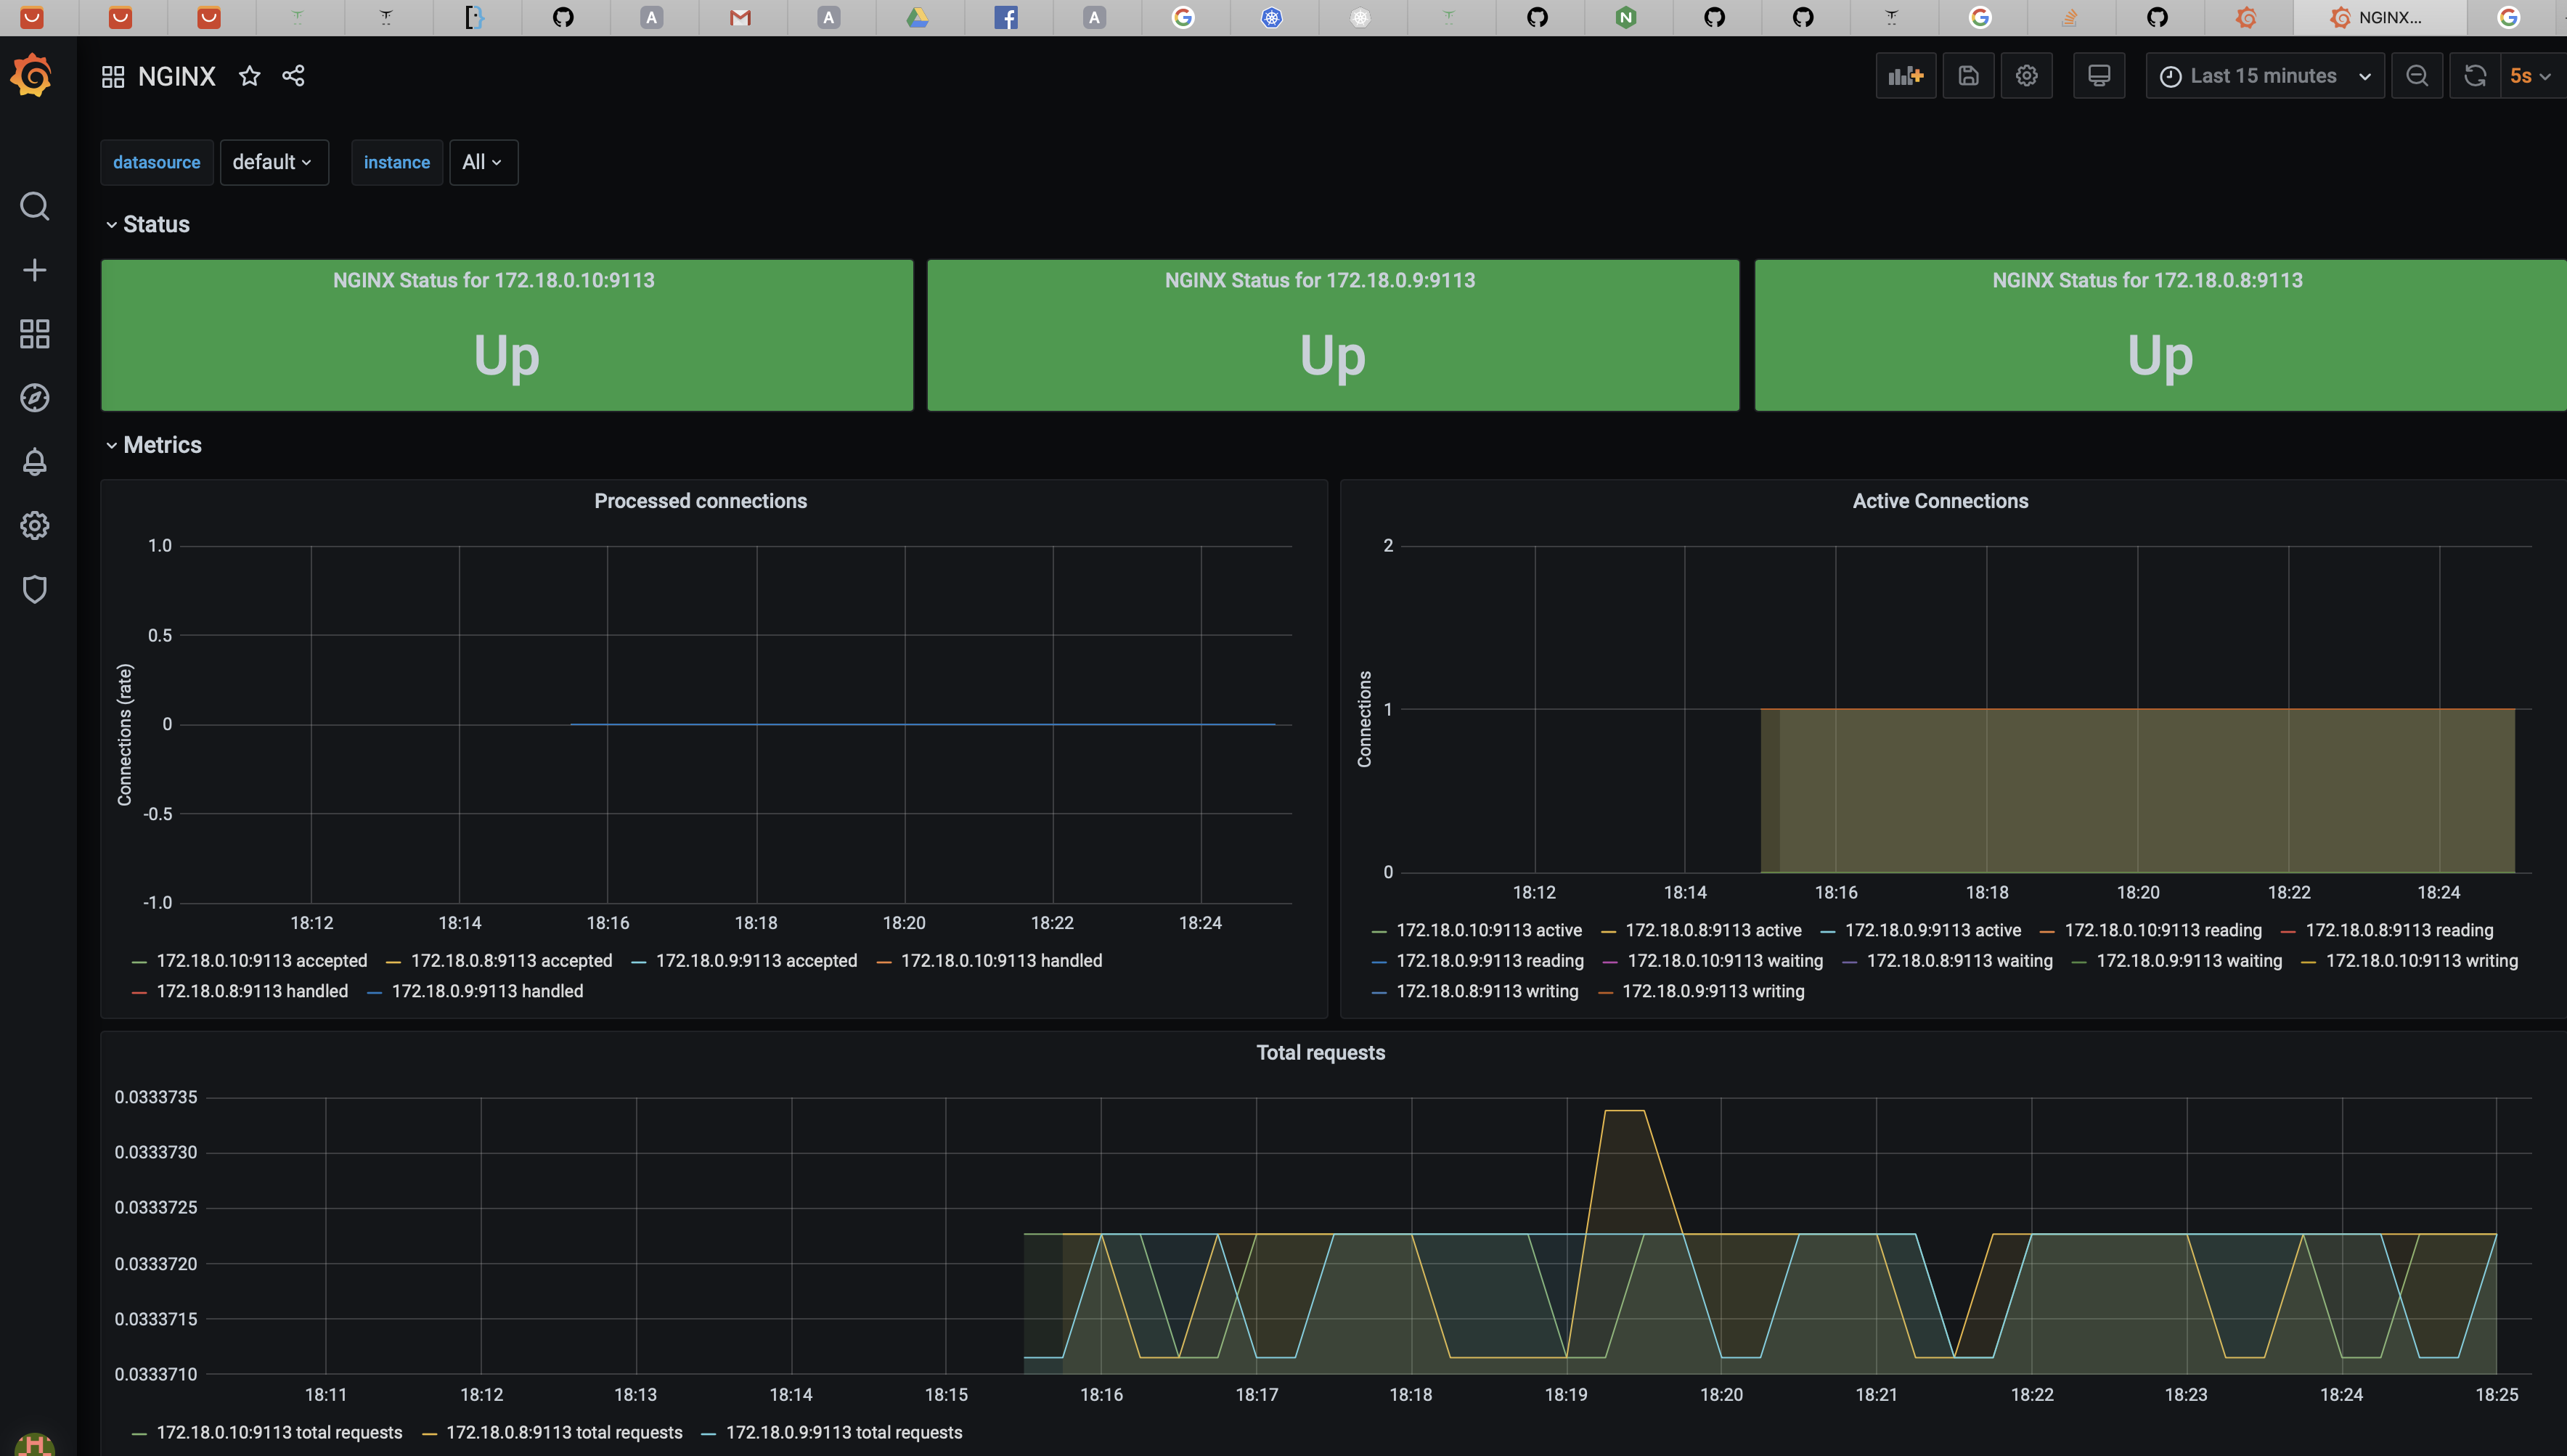 NGINX...
NGINX
Last 15 minutes
5s
datasource default instance All
Status
NGINX Status for 172.18.0.10:9113
Up
NGINX Status for 172.18.0.9:9113
Up
NGINX Status for 172.18.0.8:9113
Up
Metrics
Processed connections
Connections (rate)
1.0
0.5
0
-0.5
-1.0
18:12 18:14 18:16 18:18 18:20 18:22 18:24
172.18.0.10:9113 accepted 172.18.0.8:9113 accepted 172.18.0.9:9113 accepted 172.18.0.10:9113 handled
172.18.0.8:9113 handled 172.18.0.9:9113 handled
Active Connections
Connections
2
1
0
18:12 18:14 18:16 18:18 18:20 18:22 18:24
172.18.0.10:9113 active 172.18.0.8:9113 active 172.18.0.9:9113 active 172.18.0.10:9113 reading 172.18.0.8:9113 reading
172.18.0.9:9113 reading 172.18.0.10:9113 waiting 172.18.0.8:9113 waiting 172.18.0.9:9113 waiting 172.18.0.10:9113 writing
172.18.0.8:9113 writing 172.18.0.9:9113 writing
Total requests
0.0333735
0.0333730
0.0333725
0.0333720
0.0333715
0.0333710
18:11 18:12 18:13 18:14 18:15 18:16 18:17 18:18 18:19 18:20 18:21 18:22 18:23 18:24 18:25
172.18.0.10:9113 total requests 172.18.0.8:9113 total requests 172.18.0.9:9113 total requests